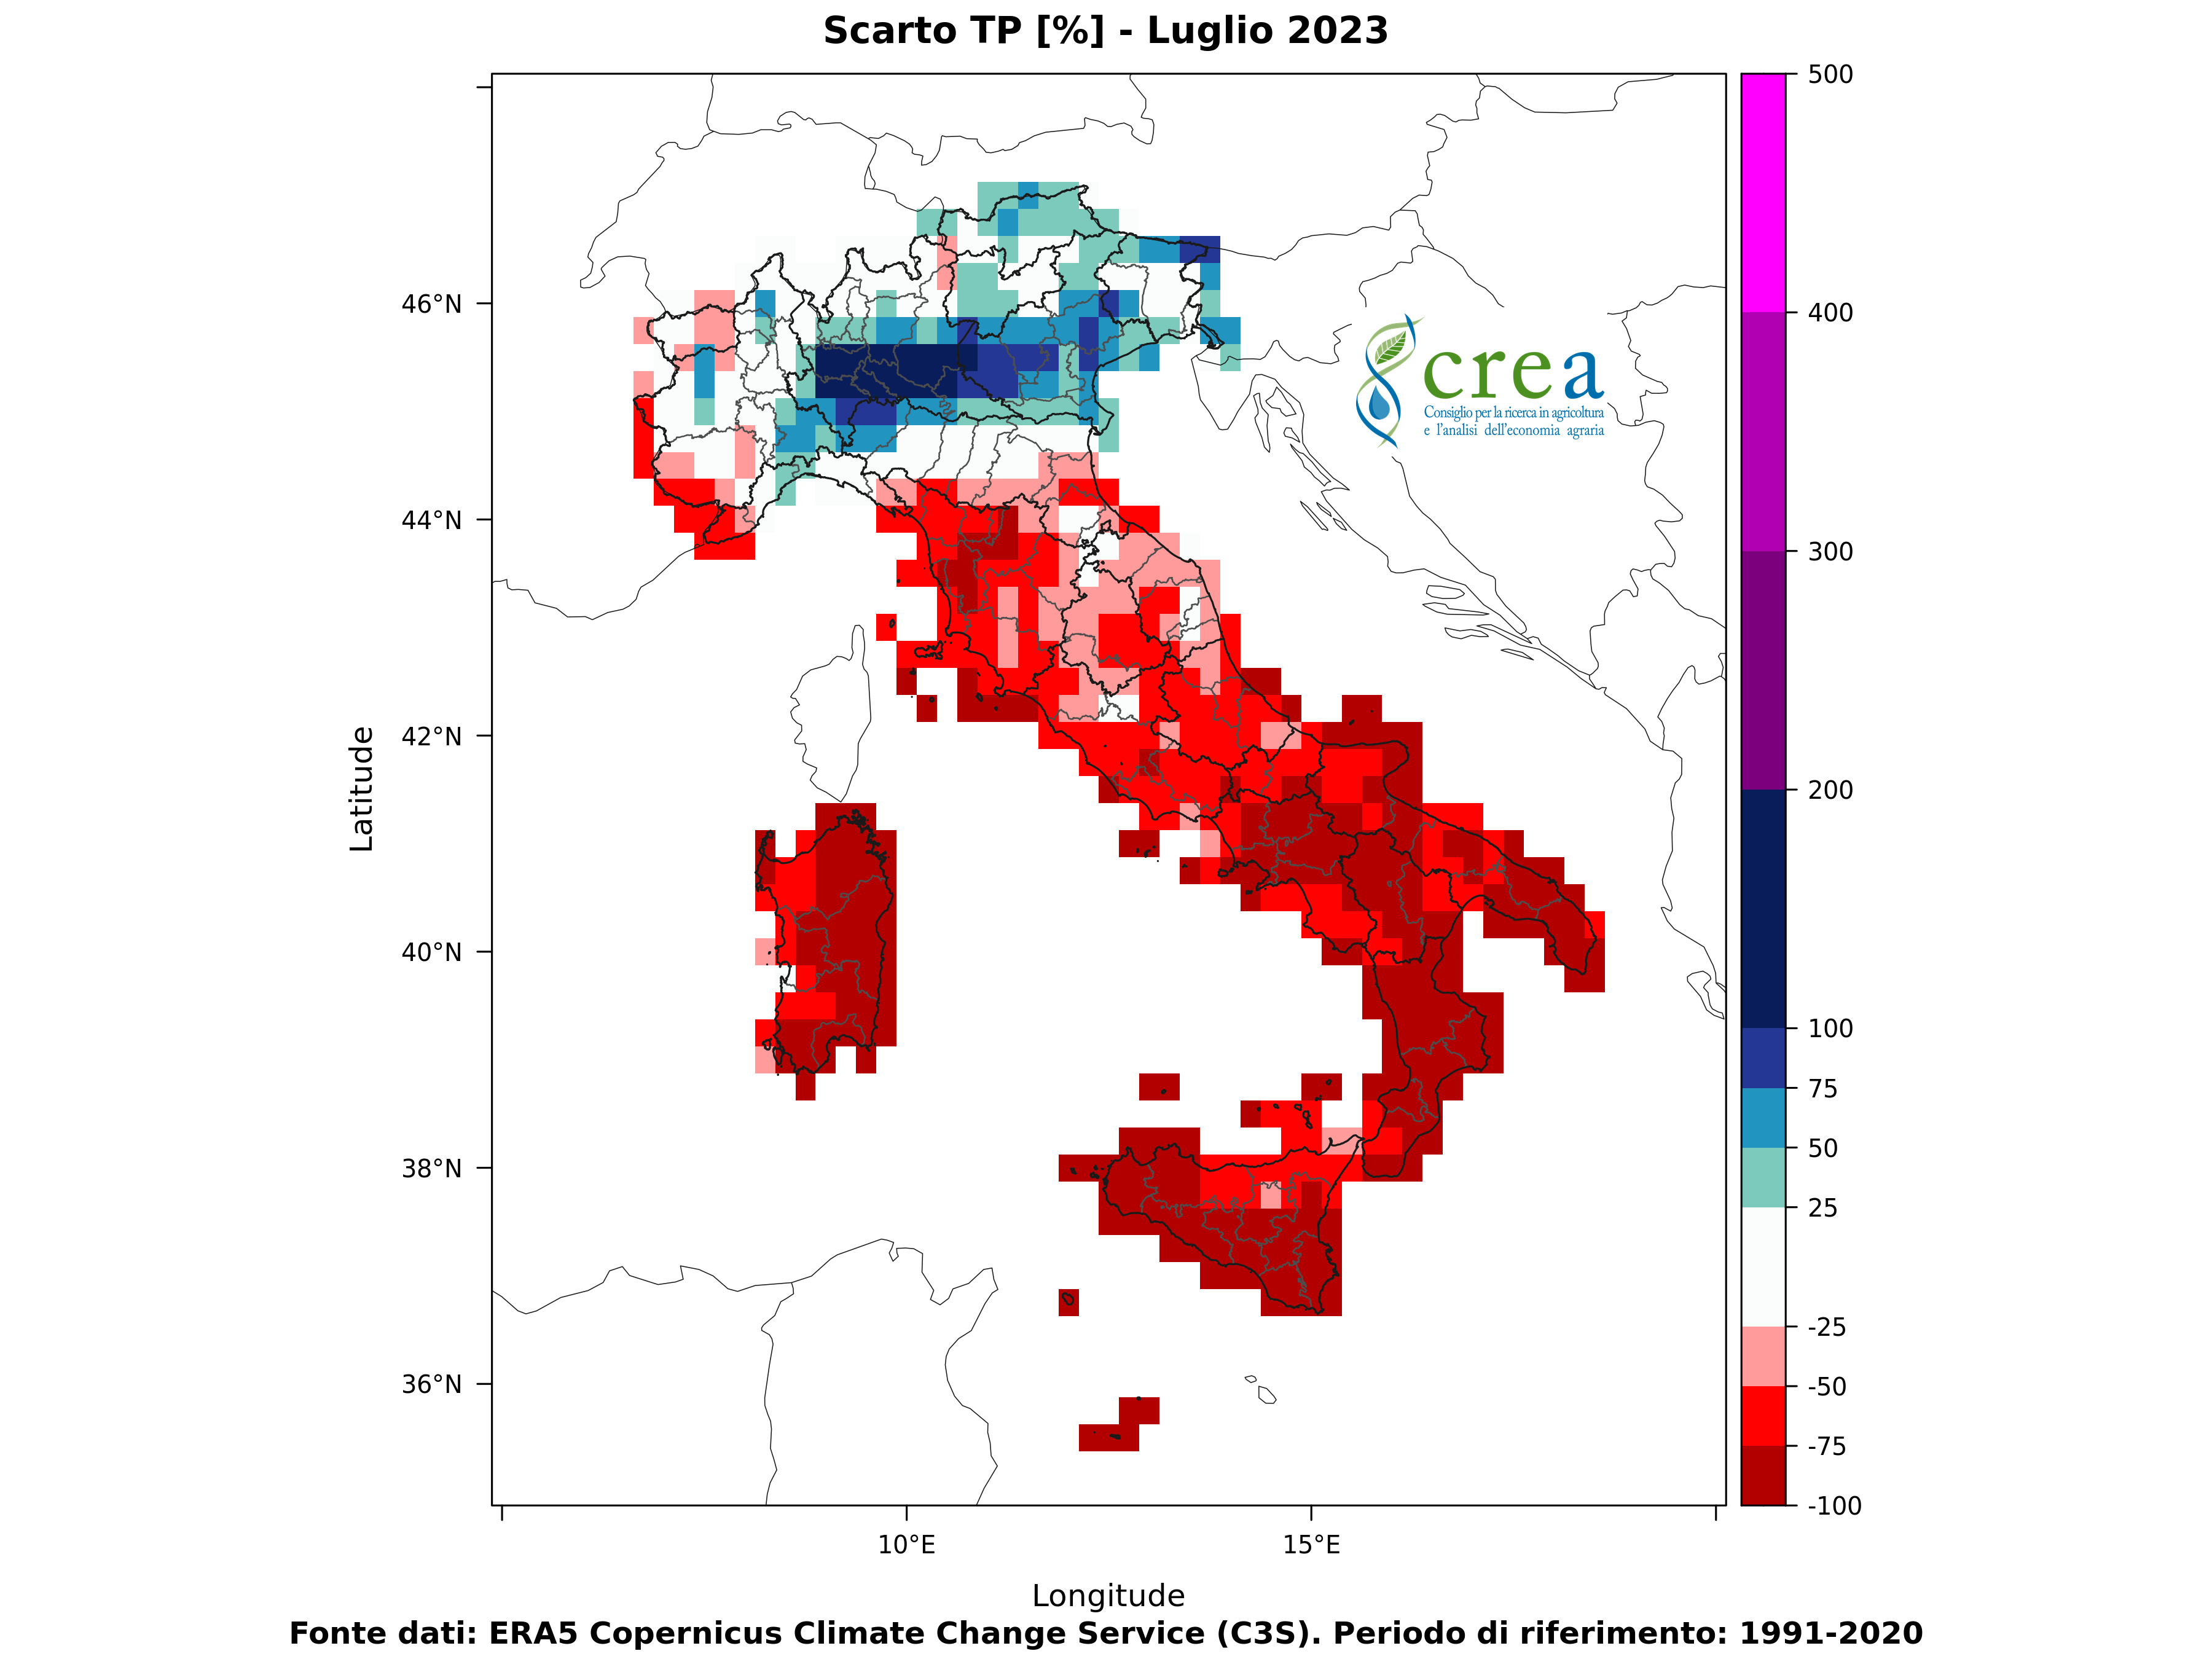 Scarto TP [%] - Luglio 2023
500
400
46°N
crea
Consiglio per la ricerca in agricoltura
e l'analisi dell'economia agraria
300
44°N
200
42°N
Latitude
100
40°N
75
50
38°N
25
-25
36°N
-50
-75
-100
10°E
15°E
Longitude
Fonte dati: ERA5 Copernicus Climate Change Service (C3S). Periodo di riferimento: 1991-2020